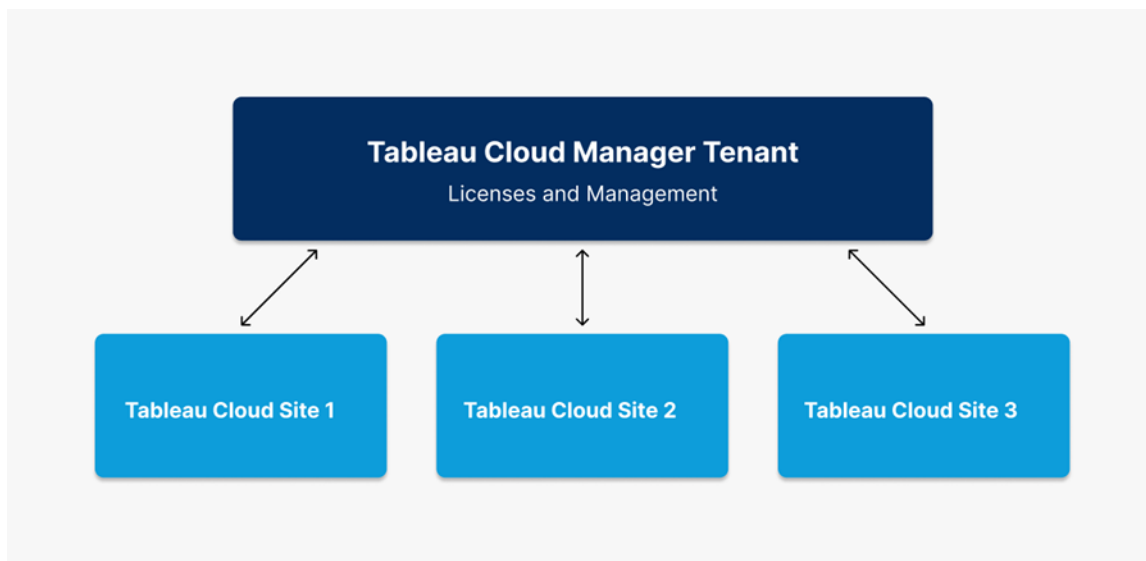 Tableau Cloud Manager Tenant
Licenses and Management
Tableau Cloud Site 1
Tableau Cloud Site 2
Tableau Cloud Site 3